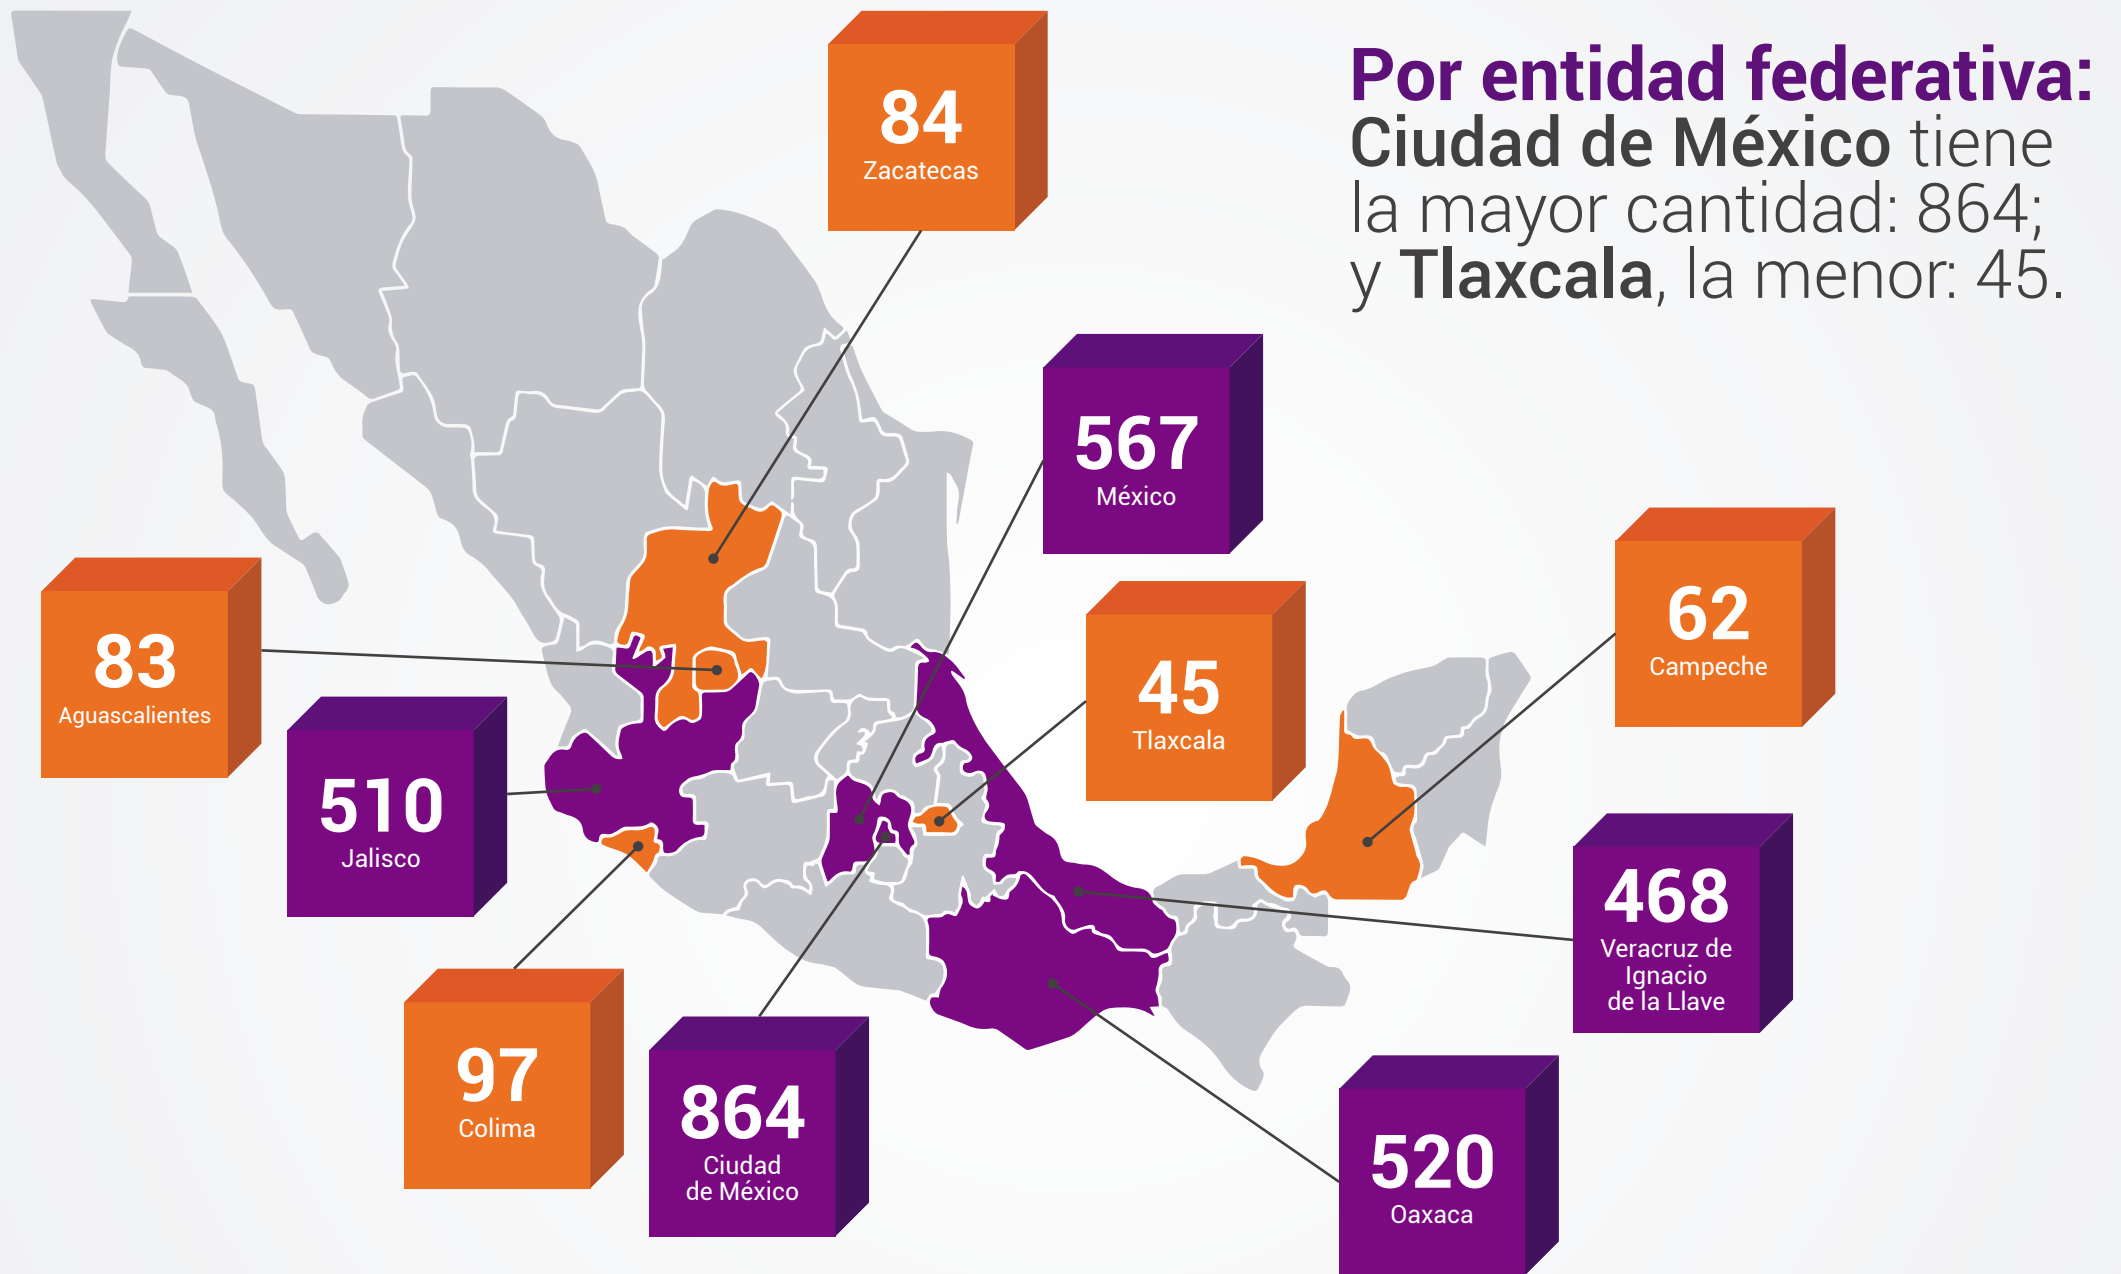 Por entidad federativa:
Ciudad de México tiene
la mayor cantidad: 864;
y Tlaxcala, la menor: 45.
84
Zacatecas
567
México
62
Campeche
83
Aguascalientes
45
Tlaxcala
510
Jalisco
468
Veracruz de
Ignacio
de la Llave
97
Colima
864
Ciudad
de México
520
Oaxaca